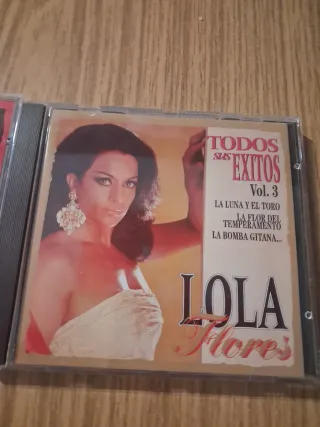 TODOS
sus
EXITOS
Vol. 3
LA LUNA Y EL TORO
LA FLOR DEL
TEMPERAMENTO
LA BOMBA GITANA...
LOLA
Flores